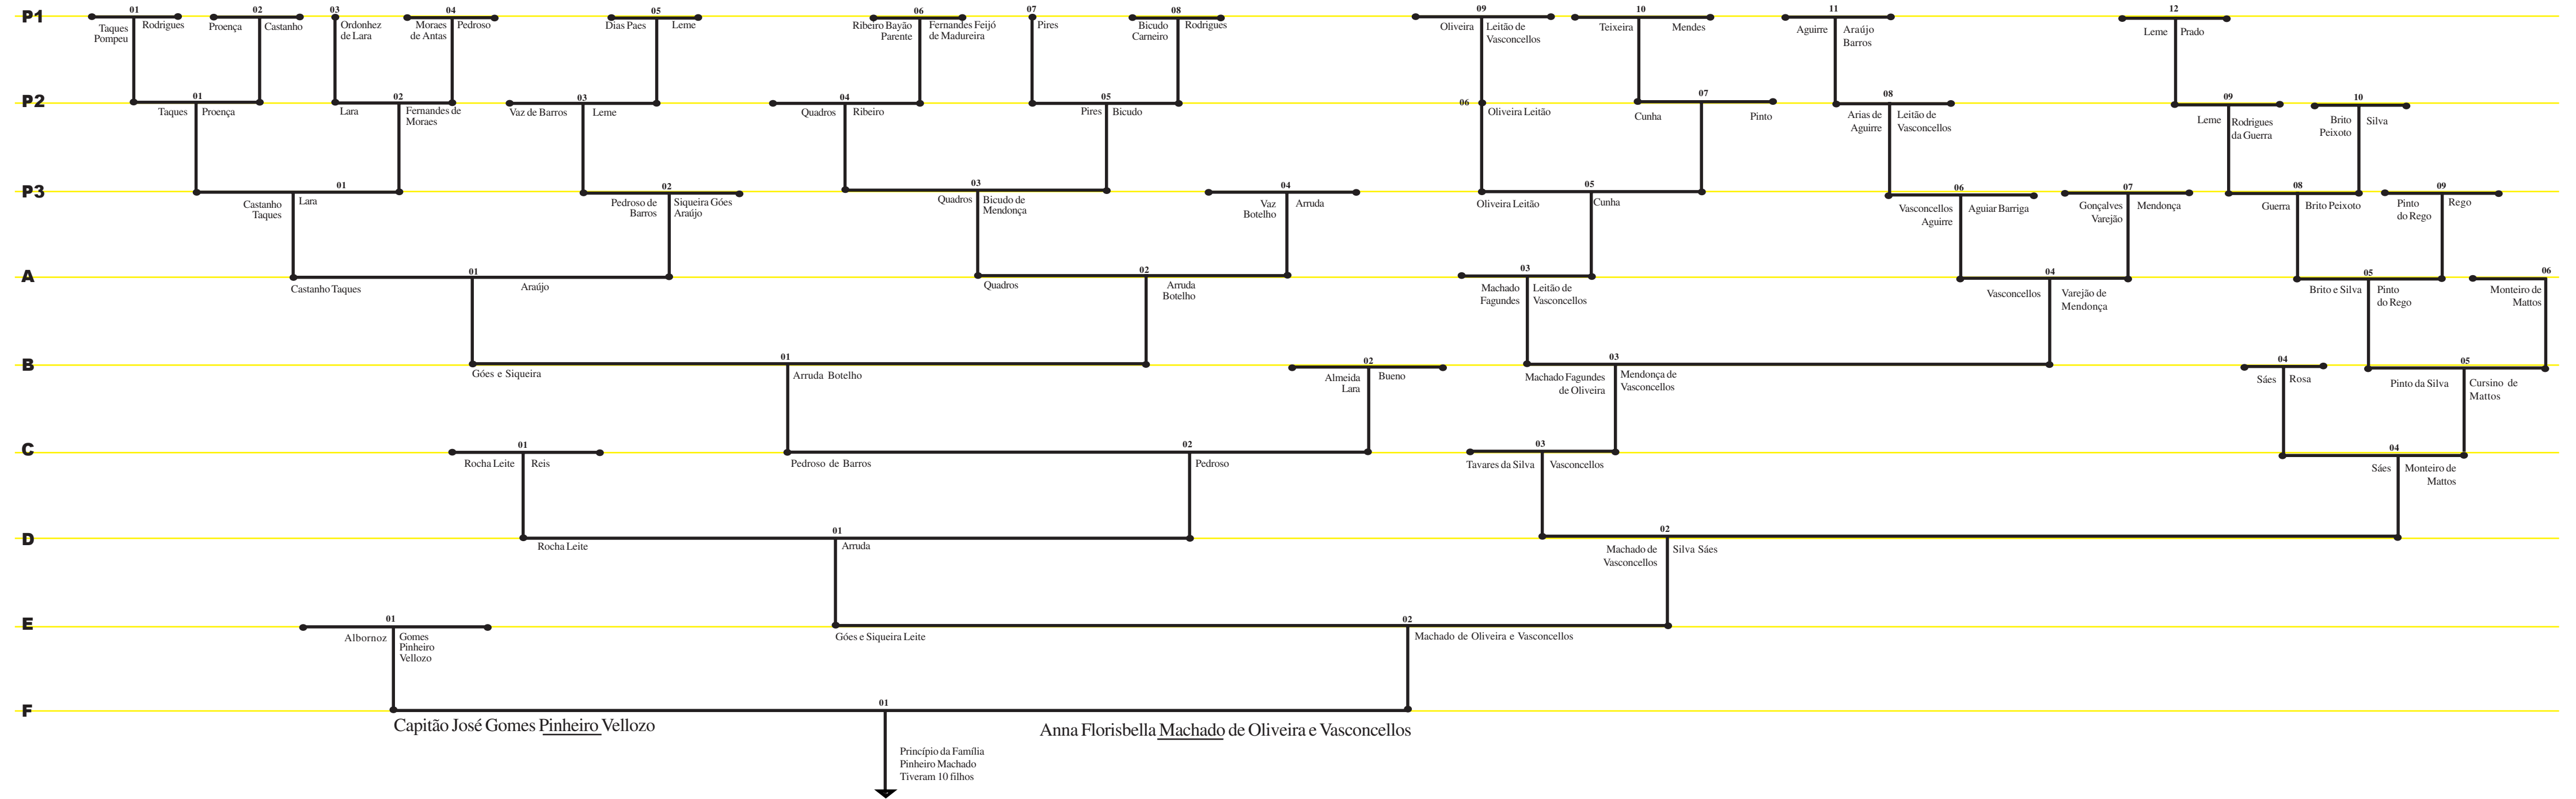 P1
01
Taques
Pompeu
Rodrigues
02
Proença
Castanho
03
Ordonhez
de Lara
04
Moraes
de Antas
Pedroso
05
Dias Paes
Leme
06
Ribeiro Bayão
Parente
Fernandes Feijó
de Madureira
07
Pires
08
Bicudo
Carneiro
Rodrigues
09
Oliveira
Leitão de
Vasconcellos
10
Teixeira
Mendes
11
Aguirre
Araújo
Barros
12
Leme
Prado
P2
01
Taques
Proença
02
Lara
Fernandes de
Moraes
03
Vaz de Barros
Leme
04
Quadros
Ribeiro
05
Pires
Bicudo
06
Oliveira Leitão
07
Cunha
Pinto
08
Arias de
Aguirre
Leitão de
Vasconcellos
09
Leme
Rodrigues
da Guerra
10
Brito
Peixoto
Silva
P3
01
Castanho
Taques
Lara
02
Pedroso de
Barros
Siqueira Góes
Araújo
03
Quadros
Bicudo de
Mendonça
04
Vaz
Botelho
Arruda
05
Oliveira Leitão
Cunha
06
Vasconcellos
Aguirre
Aguiar Barriga
07
Gonçalves
Varejão
Mendonça
08
Guerra
Brito Peixoto
09
Pinto
do Rego
Rego
A
01
Castanho Taques
Araújo
02
Quadros
Arruda
Botelho
03
Machado
Fagundes
Leitão de
Vasconcellos
04
Vasconcellos
Varejão de
Mendonça
05
Brito e Silva
Pinto
do Rego
06
Monteiro de
Mattos
B
01
Góes e Siqueira
Arruda Botelho
02
Almeida
Lara
Bueno
03
Machado Fagundes
de Oliveira
Mendonça de
Vasconcellos
04
Sáes
Rosa
05
Pinto da Silva
Cursino de
Mattos
C
01
Rocha Leite
Reis
02
Pedroso de Barros
Pedroso
03
Tavares da Silva
Vasconcellos
04
Sáes
Monteiro de
Mattos
D
01
Rocha Leite
Arruda
02
Machado de
Vasconcellos
Silva Sáes
E
01
Albornoz
Gomes
Pinheiro
Vellozo
02
Góes e Siqueira Leite
Machado de Oliveira e Vasconcellos
F
01
Capitão José Gomes Pinheiro Vellozo
Anna Florisbella Machado de Oliveira e Vasconcellos
Princípio da Família
Pinheiro Machado
Tiveram 10 filhos